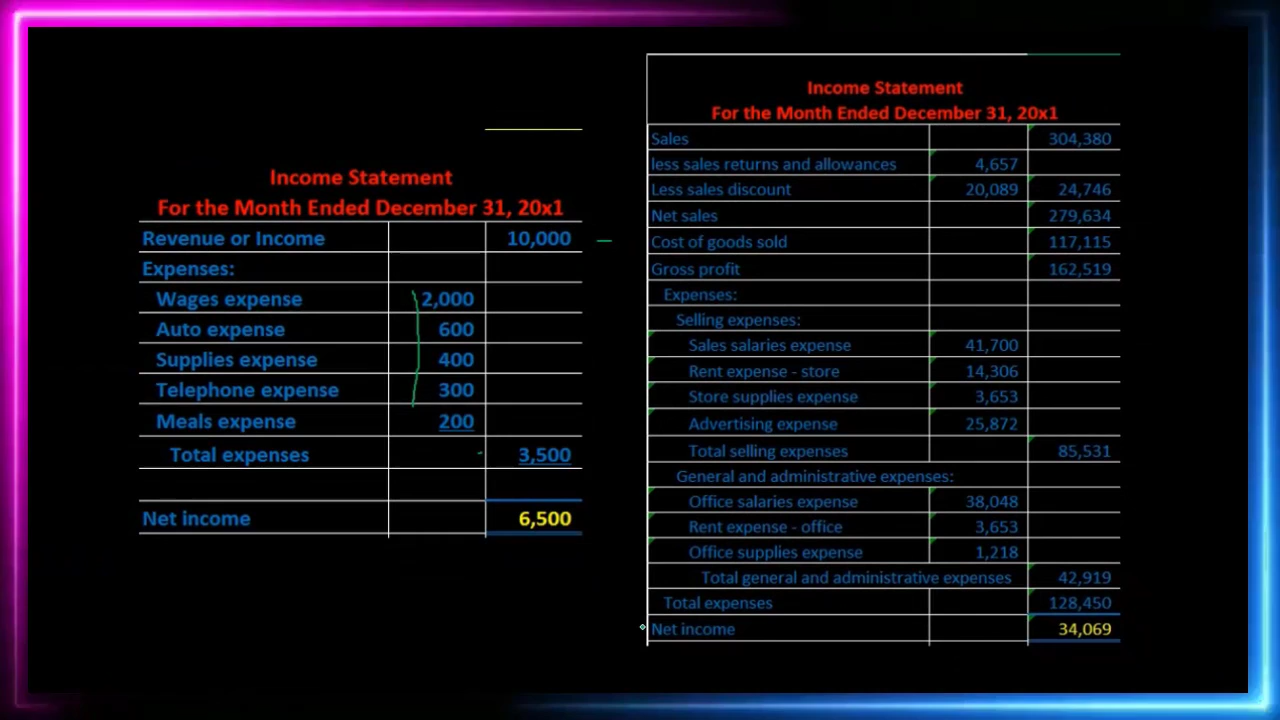 Income Statement
For the Month Ended December 31, 20x1
Revenue or Income 10,000
Expenses:
Wages expense 2,000
Auto expense 600
Supplies expense 400
Telephone expense 300
Meals expense 200
Total expenses 3,500
Net income 6,500
Income Statement
For the Month Ended December 31, 20x1
Sales 304,380
less sales returns and allowances 4,657
Less sales discount 20,089 24,746
Net sales 279,634
Cost of goods sold 117,115
Gross profit 162,519
Expenses:
Selling expenses:
Sales salaries expense 41,700
Rent expense - store 14,306
Store supplies expense 3,653
Advertising expense 25,872
Total selling expenses 85,531
General and administrative expenses:
Office salaries expense 38,048
Rent expense - office 3,653
Office supplies expense 1,218
Total general and administrative expenses 42,919
Total expenses 128,450
Net income 34,069